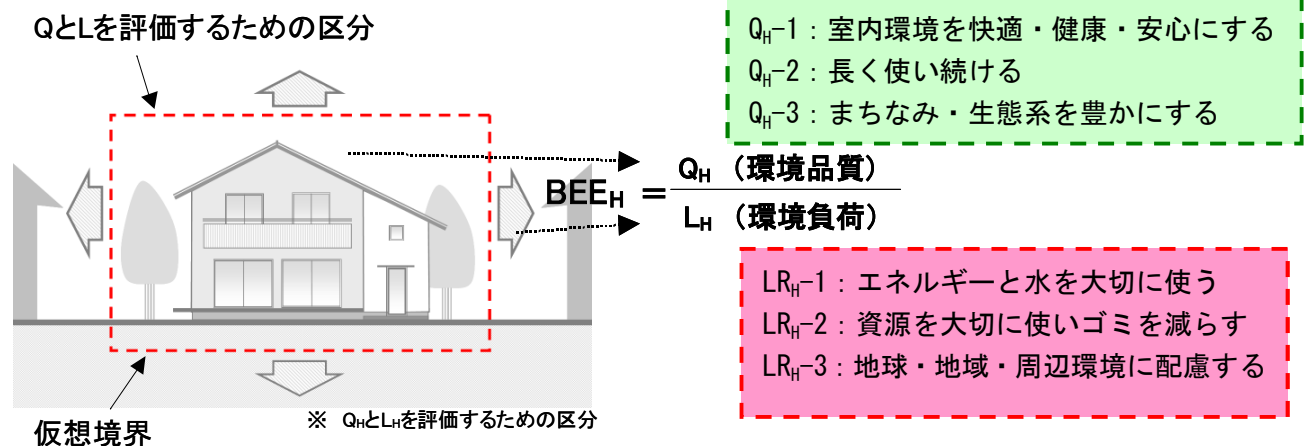 QとLを評価するための区分
QH-1：室内環境を快適・健康・安心にする
QH-2：長く使い続ける
QH-3：まちなみ・生態系を豊かにする
BEEH＝
QH（環境品質）
LH（環境負荷）
LRH-1：エネルギーと水を大切に使う
LRH-2：資源を大切に使いゴミを減らす
LRH-3：地球・地域・周辺環境に配慮する
※ QHとLHを評価するための区分
仮想境界